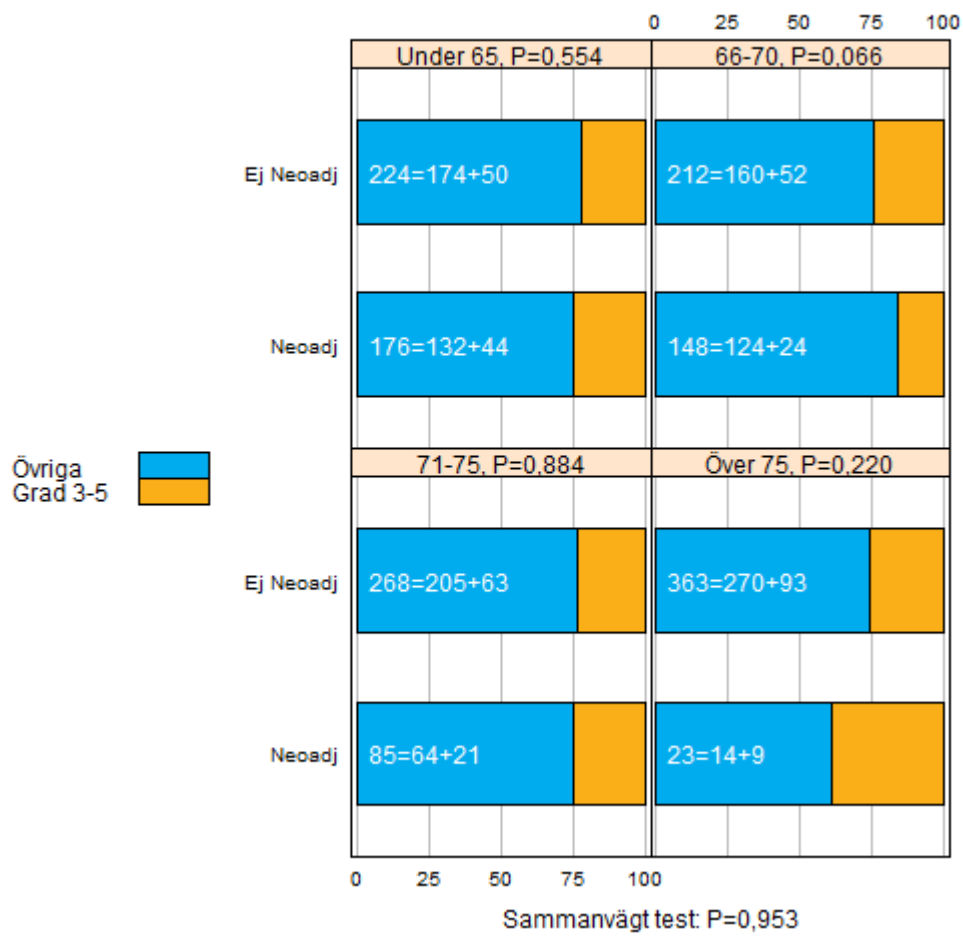 0 25 50 75 100
Under 65, P=0,554
66-70, P=0,066
Ej Neoadj
224=174+50
212=160+52
Neoadj
176=132+44
148=124+24
Övriga
Grad 3-5
71-75, P=0,884
Över 75, P=0,220
Ej Neoadj
268=205+63
363=270+93
Neoadj
85=64+21
23=14+9
0 25 50 75 100
Sammanvägt test: P=0,953